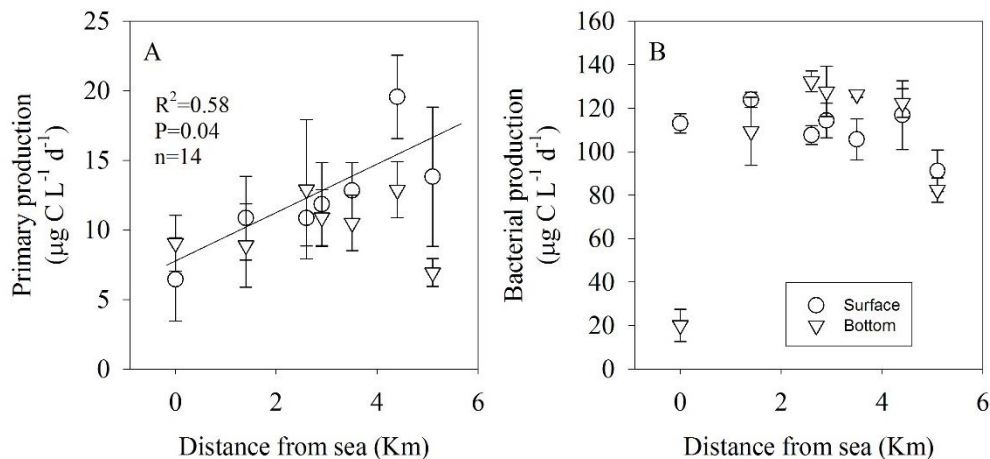 A
R²=0.58
P=0.04
n=14
Primary production
(µg C L⁻¹ d⁻¹)
25
20
15
10
5
0
0 2 4 6
Distance from sea (Km)
B
Bacterial production
(µg C L⁻¹ d⁻¹)
160
140
120
100
80
60
40
20
0
Surface
Bottom
0 2 4 6
Distance from sea (Km)